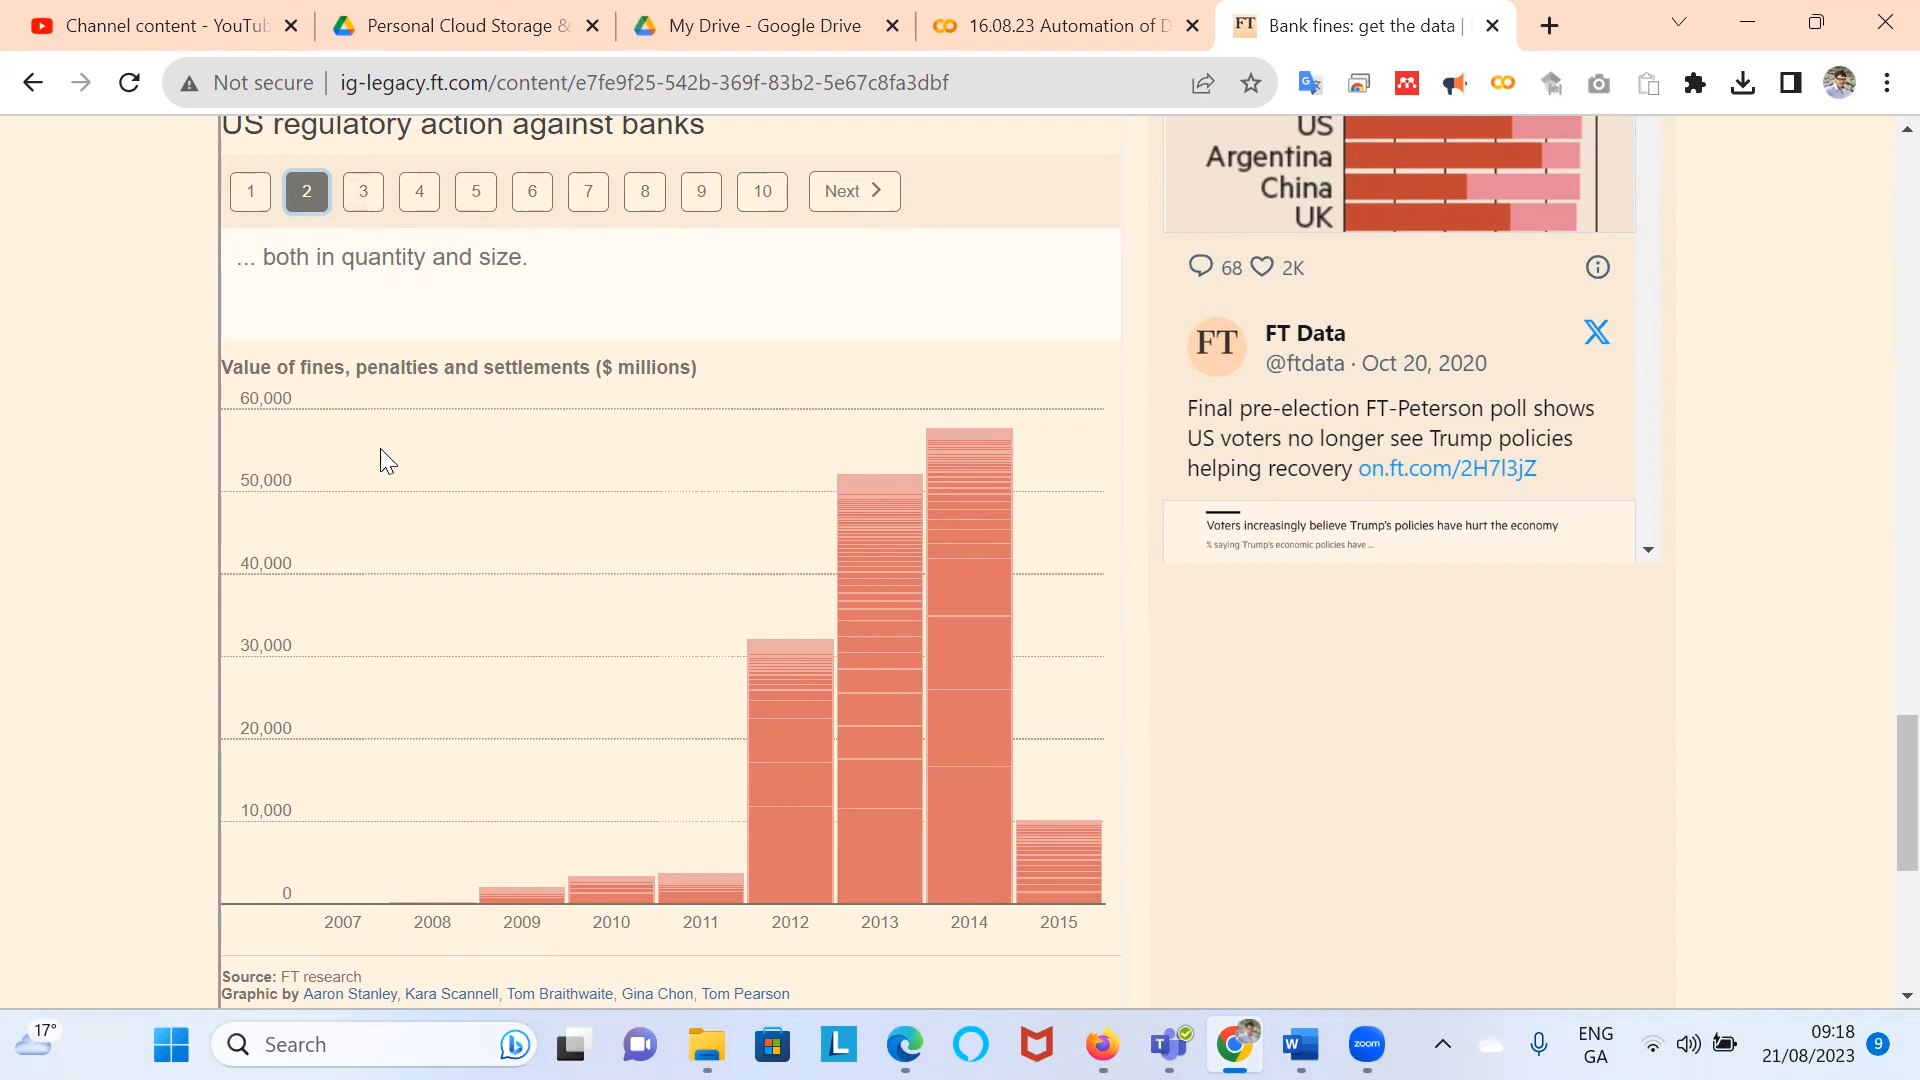 Channel content - YouTub
Personal Cloud Storage &
My Drive - Google Drive
16.08.23 Automation of D
FT
Bank fines: get the data |
Not secure
ig-legacy.ft.com/content/e7fe9f25-542b-369f-83b2-5e67c8fa3dbf
US regulatory action against banks
1 2 3 4 5 6 7 8 9 10 Next
... both in quantity and size.
Value of fines, penalties and settlements ($ millions)
60,000
50,000
40,000
30,000
20,000
10,000
0
2007 2008 2009 2010 2011 2012 2013 2014 2015
Source: FT research
Graphic by Aaron Stanley, Kara Scannell, Tom Braithwaite, Gina Chon, Tom Pearson
US
Argentina
China
UK
68 2K
FT
FT Data
@ftdata · Oct 20, 2020
Final pre-election FT-Peterson poll shows
US voters no longer see Trump policies
helping recovery on.ft.com/2H7l3jZ
Voters increasingly believe Trump's policies have hurt the economy
% saying Trump's economic policies have ...
17°
Search
L
T
W
zoom
ENG
GA
09:18
21/08/2023
9